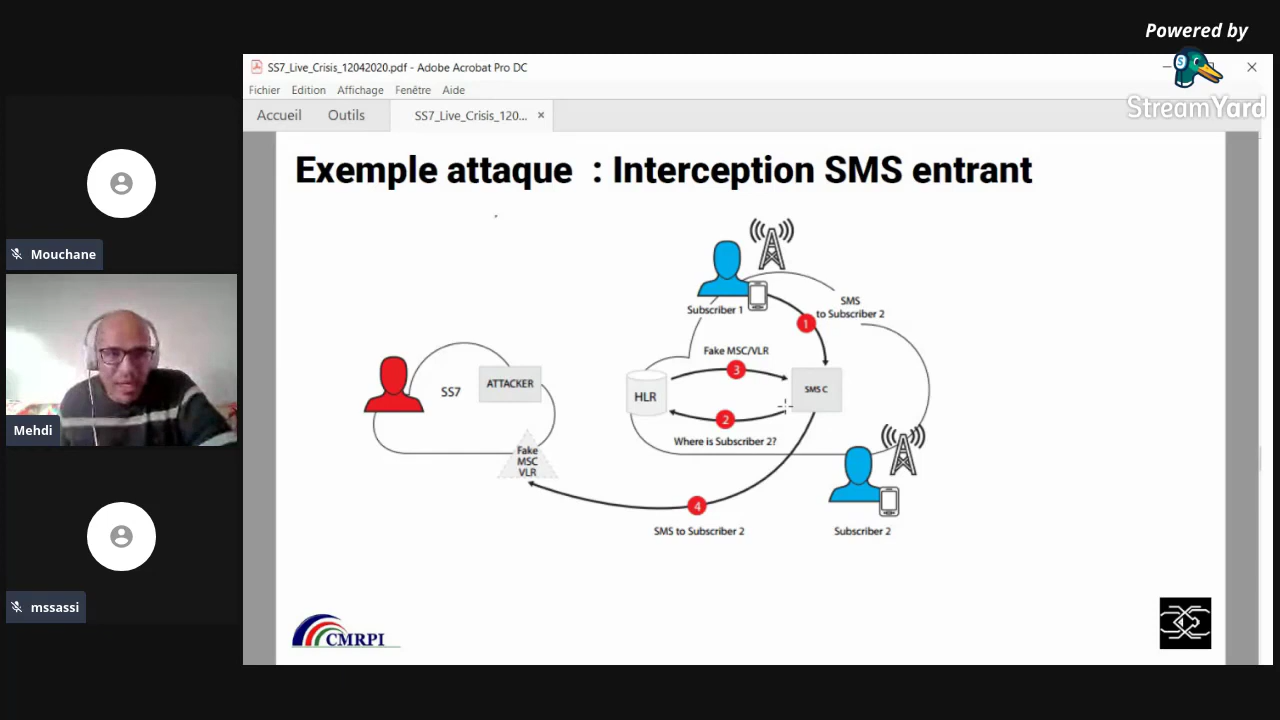 Powered by
StreamYard
SS7_Live_Crisis_12042020.pdf - Adobe Acrobat Pro DC
Fichier Edition Affichage Fenêtre Aide
Accueil Outils SS7_Live_Crisis_120... ×
Exemple attaque : Interception SMS entrant
Mouchane
Mehdi
mssassi
SS7
ATTACKER
Fake
MSC
VLR
Subscriber 1
SMS
to Subscriber 2
1
Fake MSC/VLR
3
HLR
SMS C
2
Where is Subscriber 2?
4
SMS to Subscriber 2
Subscriber 2
CMRPI